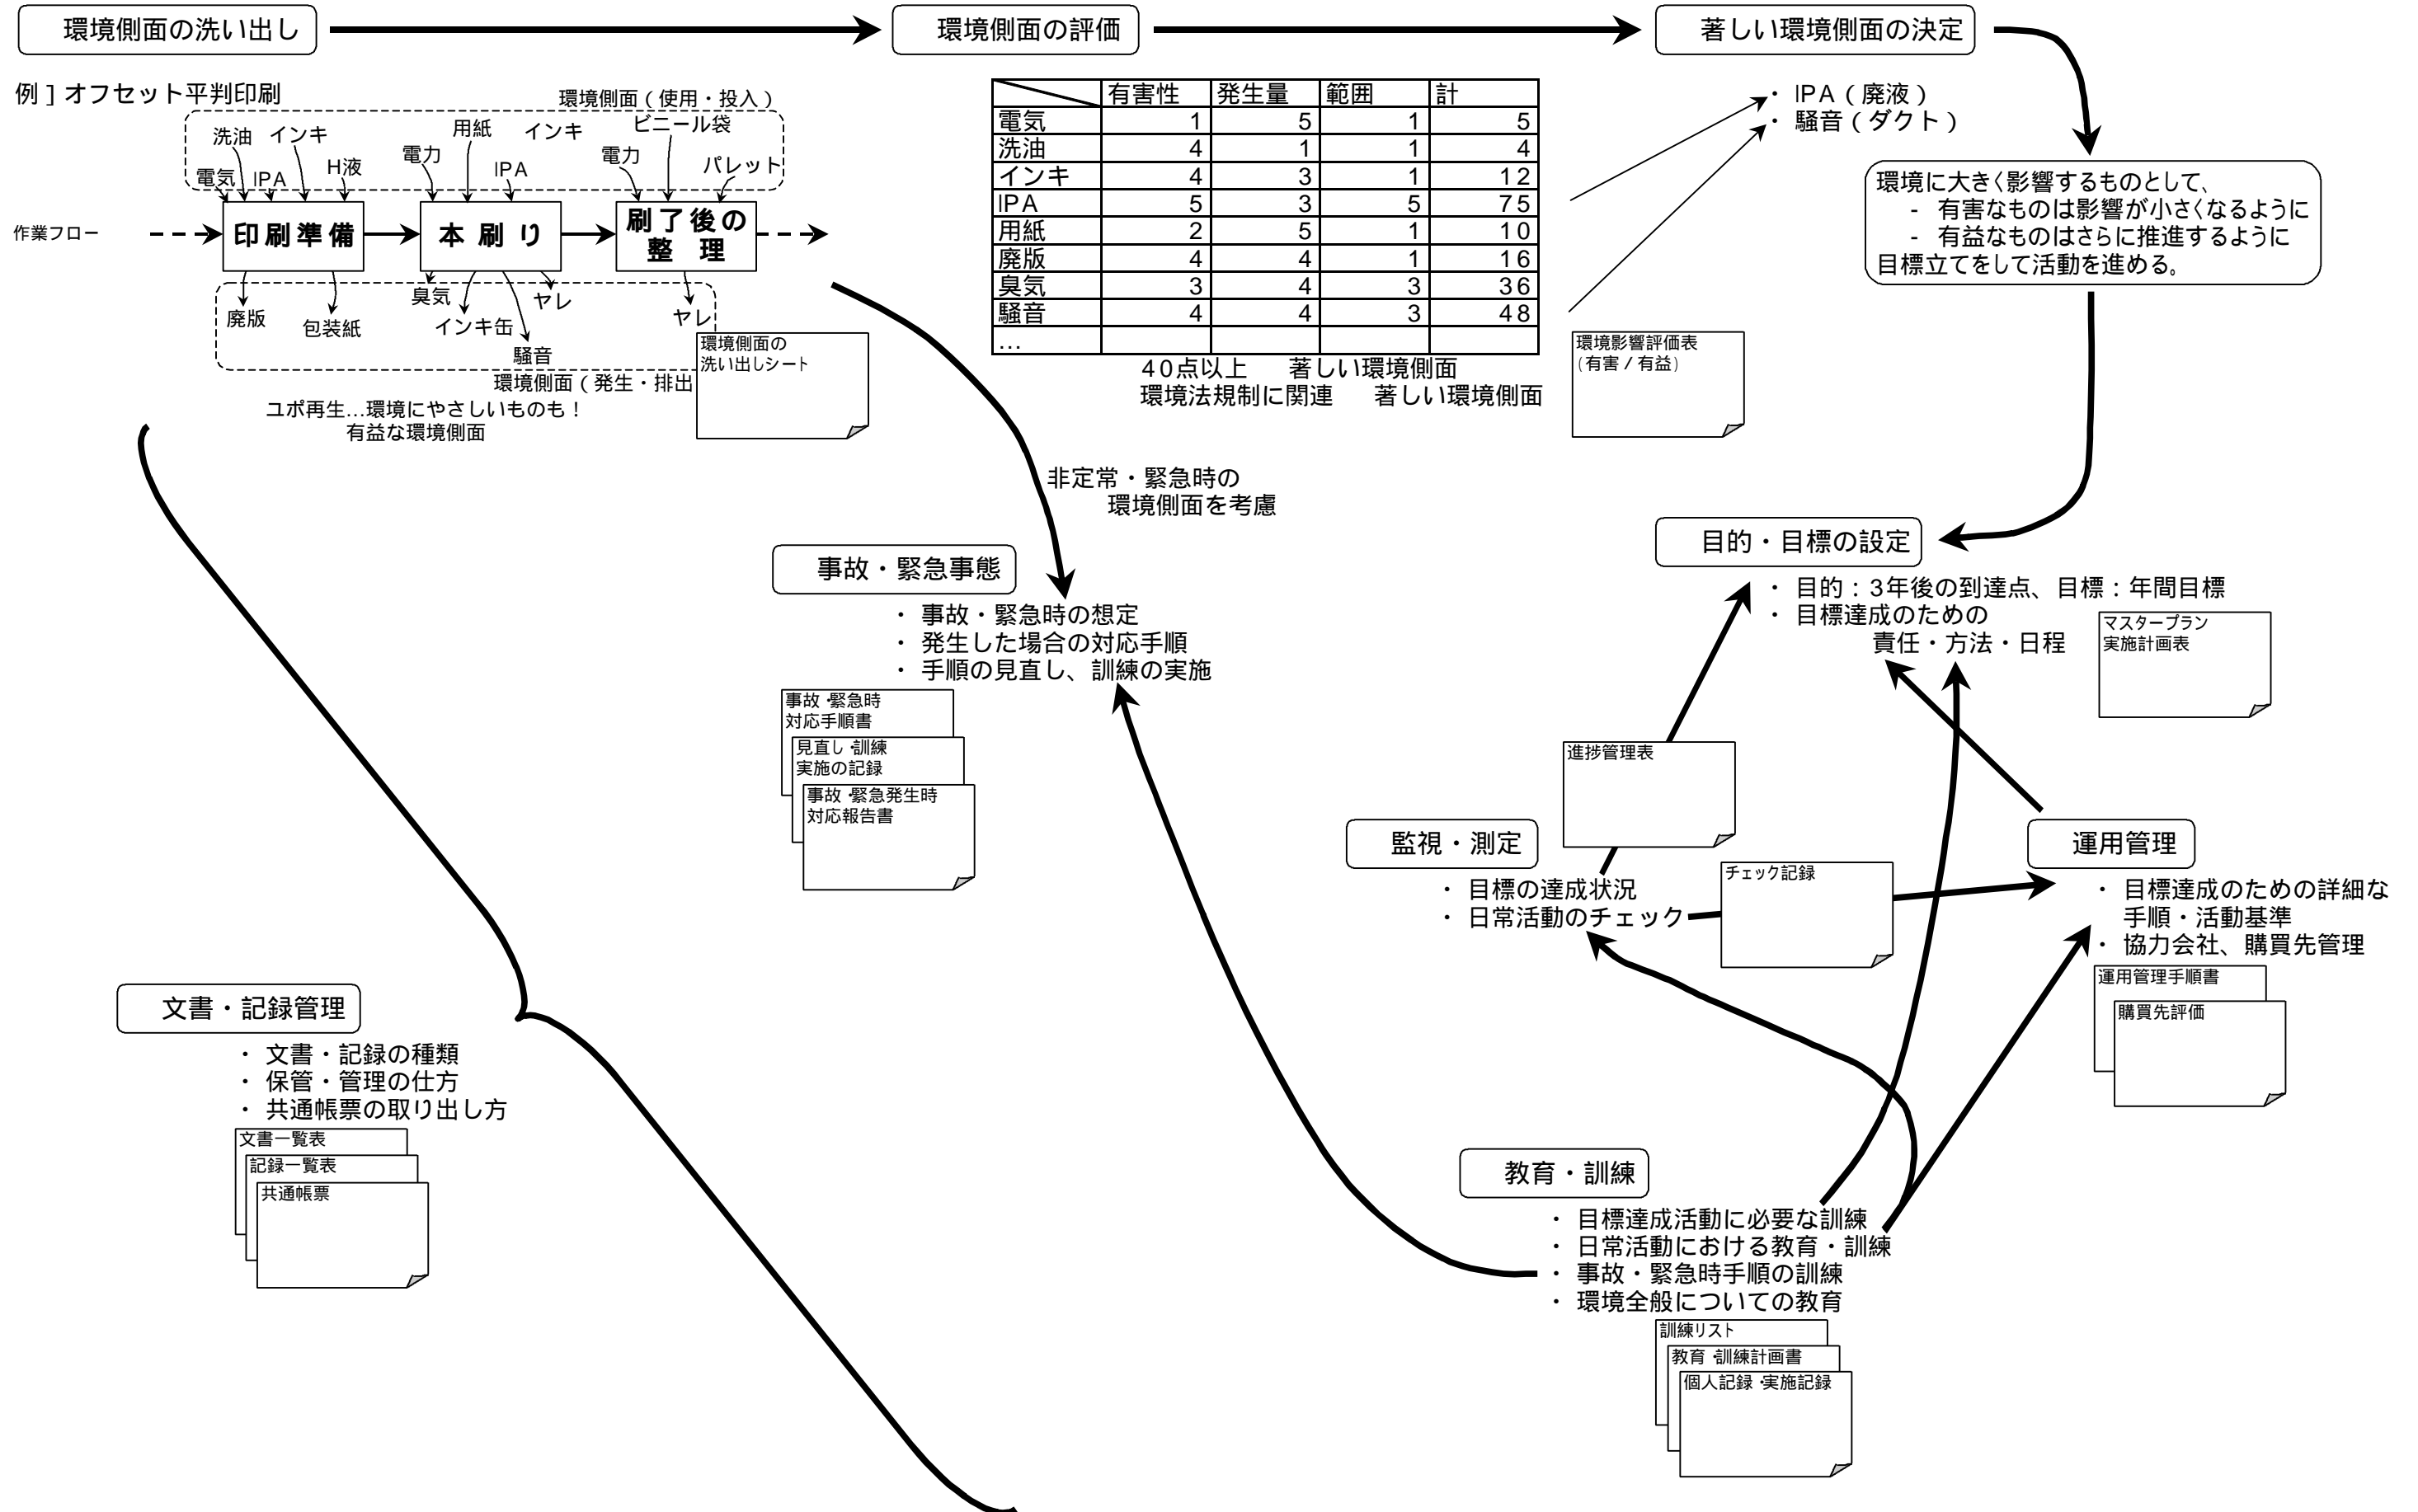 環境側面の洗い出し
環境側面の評価
著しい環境側面の決定
例］オフセット平判印刷
環境側面（使用・投入）
洗油
インキ
用紙
インキ
ビニール袋
電力
電力
H液
IPA
パレット
電気
IPA
作業フロー
印刷準備
本 刷 り
刷了後の
整 理
廃版
包装紙
臭気
インキ缶
ヤレ
騒音
ヤレ
環境側面（発生・排出
環境側面の
洗い出しシート
ユポ再生…環境にやさしいものも！
有益な環境側面
有害性 発生量 範囲 計
電気 1 5 1 5
洗油 4 1 1 4
インキ 4 3 1 12
IPA 5 3 5 75
用紙 2 5 1 10
廃版 4 4 1 16
臭気 3 4 3 36
騒音 4 4 3 48
…
40点以上 著しい環境側面
環境法規制に関連 著しい環境側面
・ IPA（廃液）
・ 騒音（ダクト）
環境影響評価表
（有害／有益）
環境に大きく影響するものとして、
- 有害なものは影響が小さくなるように
- 有益なものはさらに推進するように
目標立てをして活動を進める。
非定常・緊急時の
環境側面を考慮
事故・緊急事態
・ 事故・緊急時の想定
・ 発生した場合の対応手順
・ 手順の見直し、訓練の実施
事故・緊急時
対応手順書
見直し・訓練
実施の記録
事故・緊急発生時
対応報告書
目的・目標の設定
・ 目的：3年後の到達点、目標：年間目標
・ 目標達成のための
責任・方法・日程
マスタープラン
実施計画表
進捗管理表
監視・測定
・ 目標の達成状況
・ 日常活動のチェック
チェック記録
運用管理
・ 目標達成のための詳細な
手順・活動基準
・ 協力会社、購買先管理
運用管理手順書
購買先評価
文書・記録管理
・ 文書・記録の種類
・ 保管・管理の仕方
・ 共通帳票の取り出し方
文書一覧表
記録一覧表
共通帳票
教育・訓練
・ 目標達成活動に必要な訓練
・ 日常活動における教育・訓練
・ 事故・緊急時手順の訓練
・ 環境全般についての教育
訓練リスト
教育・訓練計画書
個人記録・実施記録